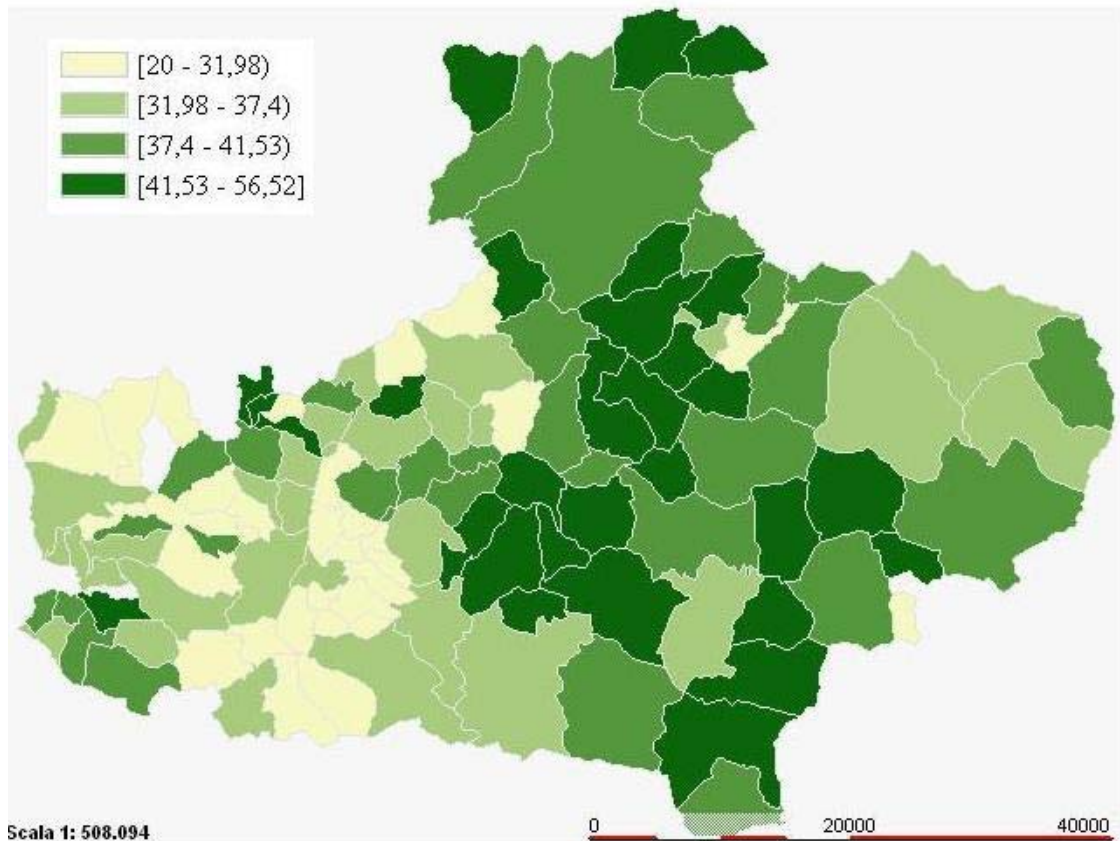 [20 - 31,98)
[31,98 - 37,4)
[37,4 - 41,53)
[41,53 - 56,52]
Scala 1: 508.094
0 20000 40000